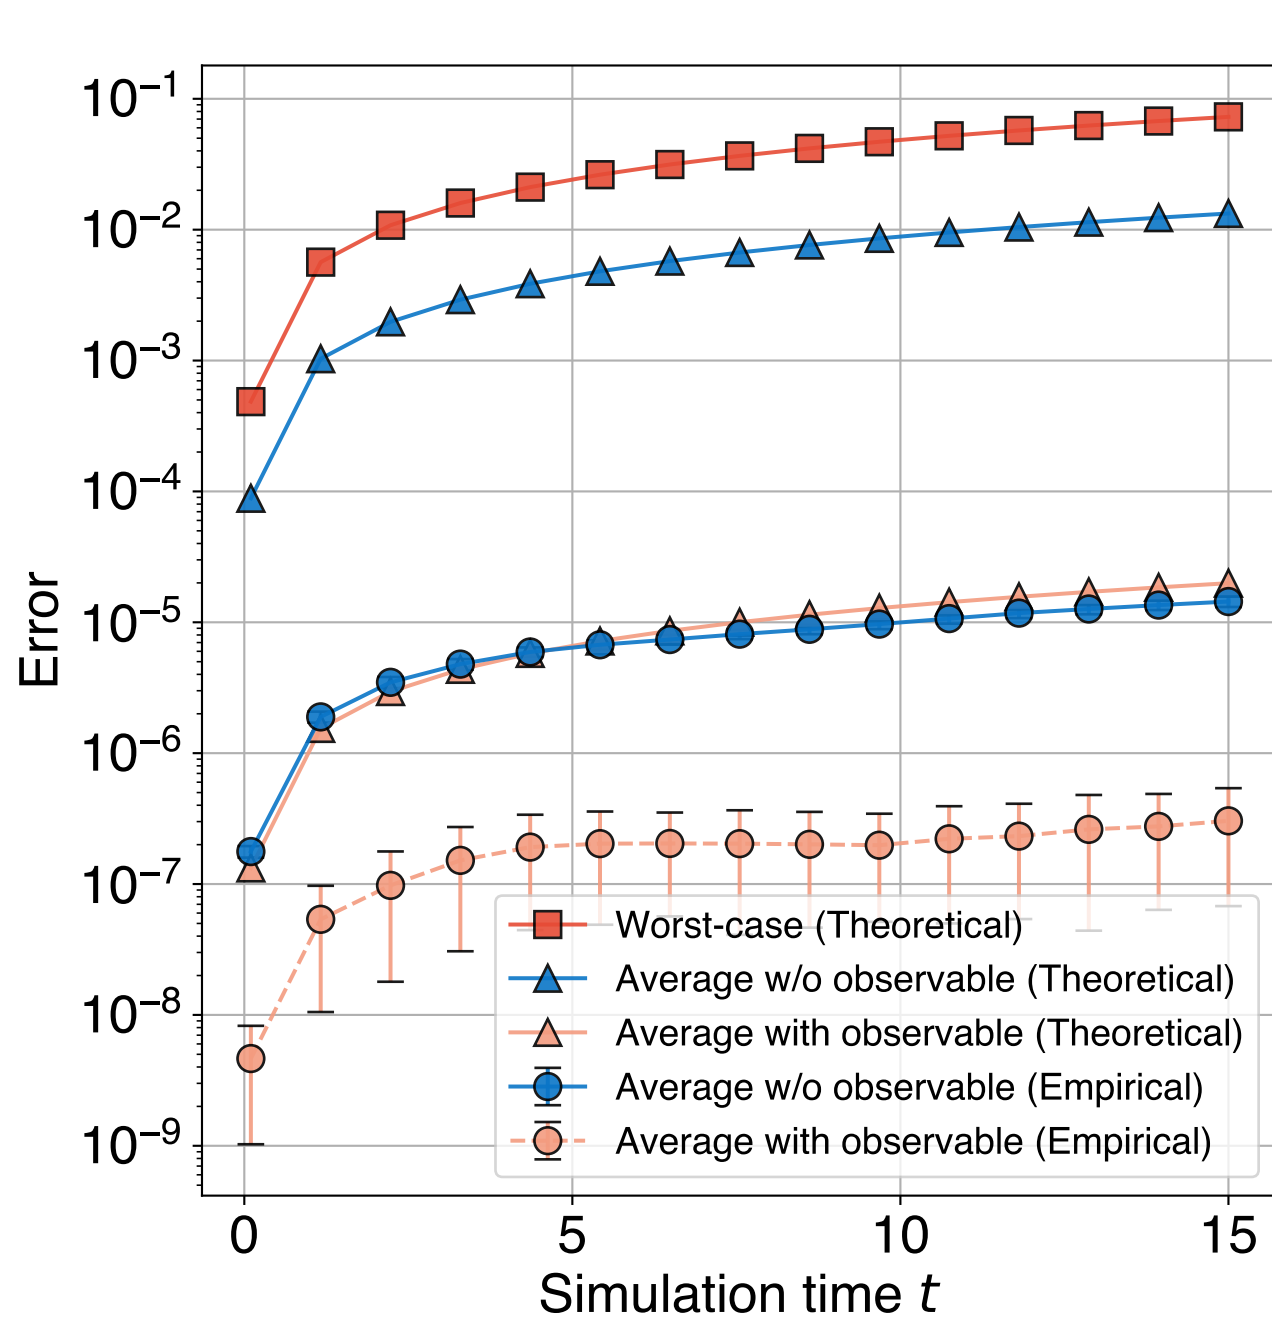 10⁻¹
10⁻²
10⁻³
10⁻⁴
10⁻⁵
10⁻⁶
10⁻⁷
10⁻⁸
10⁻⁹
Error
Worst-case (Theoretical)
Average w/o observable (Theoretical)
Average with observable (Theoretical)
Average w/o observable (Empirical)
Average with observable (Empirical)
0 5 10 15
Simulation time t